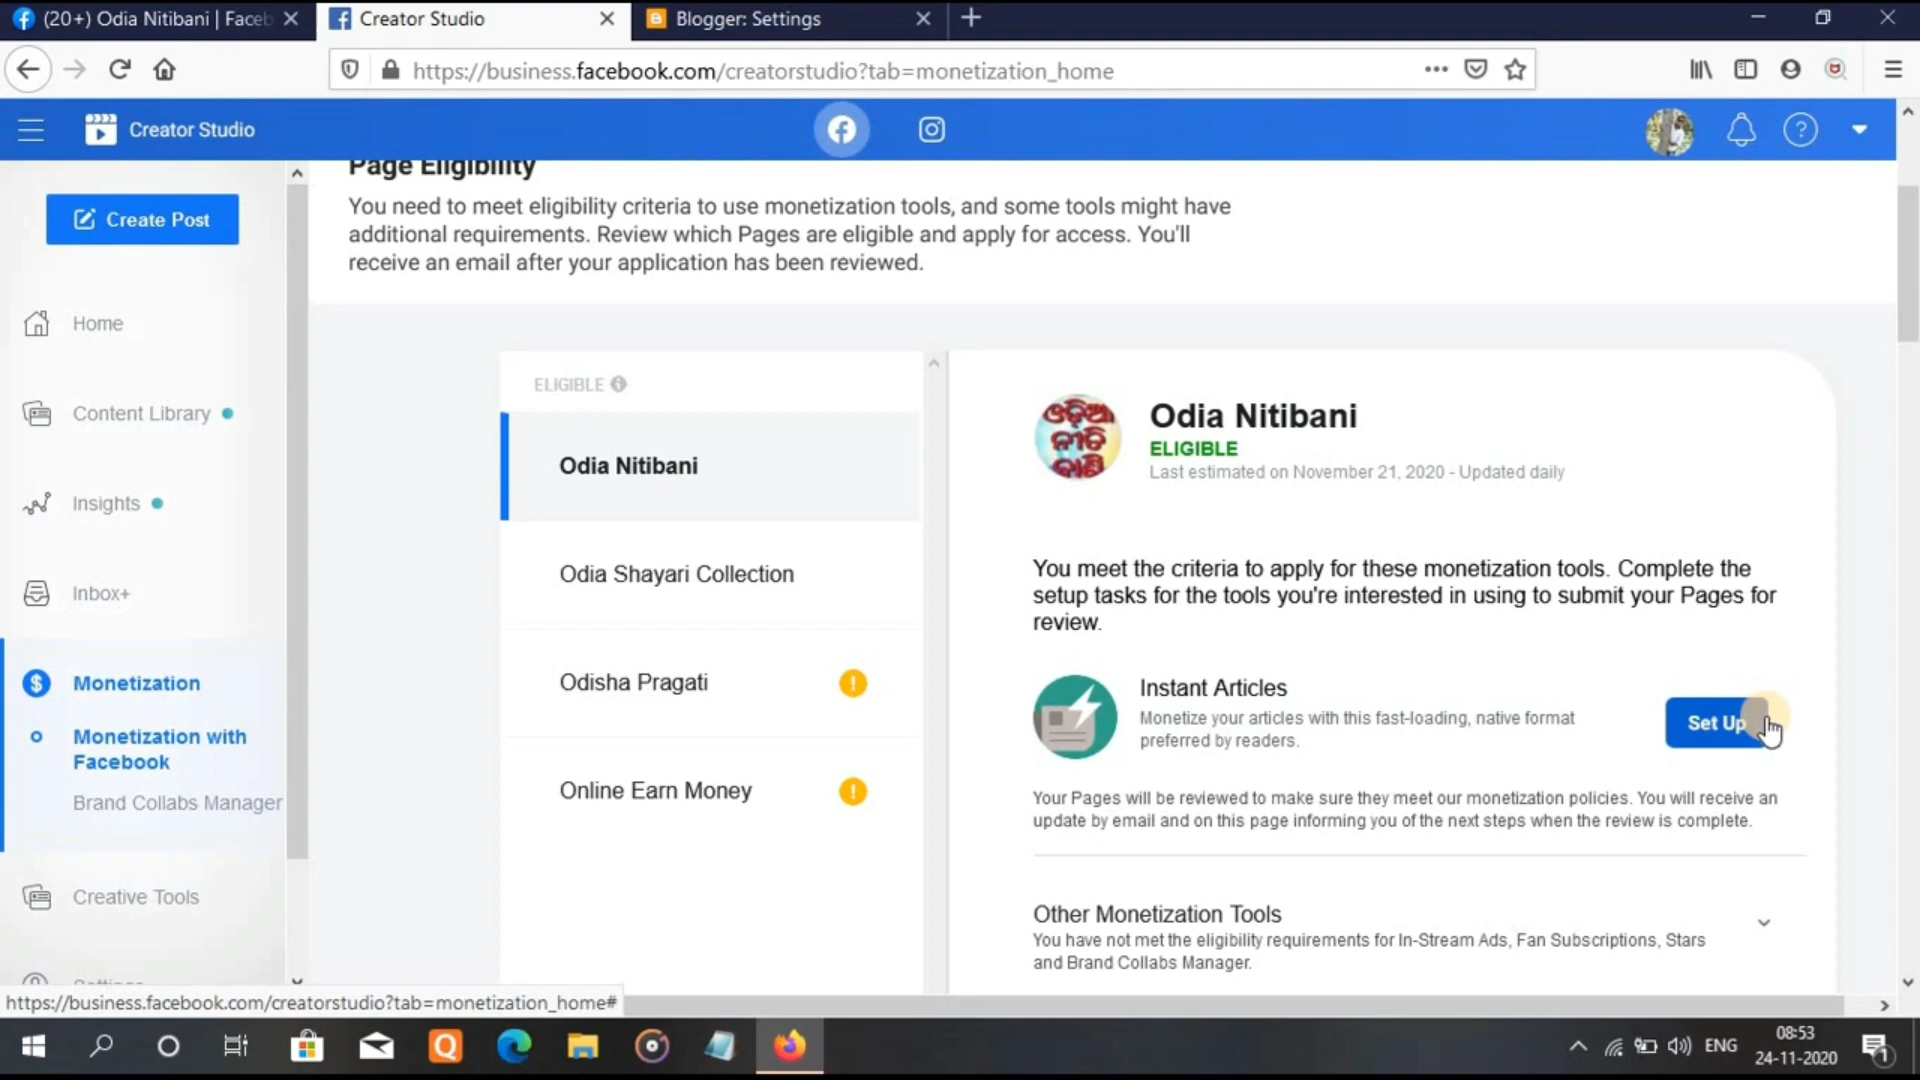 (20+) Odia Nitibani | Faceb
Creator Studio
Blogger: Settings
https://business.facebook.com/creatorstudio?tab=monetization_home
Creator Studio
Create Post
Home
Content Library
Insights
Inbox+
Monetization
Monetization with
Facebook
Brand Collabs Manager
Creative Tools
Page Eligibility
You need to meet eligibility criteria to use monetization tools, and some tools might have
additional requirements. Review which Pages are eligible and apply for access. You'll
receive an email after your application has been reviewed.
ELIGIBLE
Odia Nitibani
Odia Shayari Collection
Odisha Pragati
Online Earn Money
ଓଡ଼ିଆ
ନୀତି
ବାଣୀ
Odia Nitibani
ELIGIBLE
Last estimated on November 21, 2020 - Updated daily
You meet the criteria to apply for these monetization tools. Complete the
setup tasks for the tools you're interested in using to submit your Pages for
review.
Instant Articles
Monetize your articles with this fast-loading, native format
preferred by readers.
Set Up
Your Pages will be reviewed to make sure they meet our monetization policies. You will receive an
update by email and on this page informing you of the next steps when the review is complete.
Other Monetization Tools
You have not met the eligibility requirements for In-Stream Ads, Fan Subscriptions, Stars
and Brand Collabs Manager.
https://business.facebook.com/creatorstudio?tab=monetization_home#
ENG
08:53
24-11-2020
1